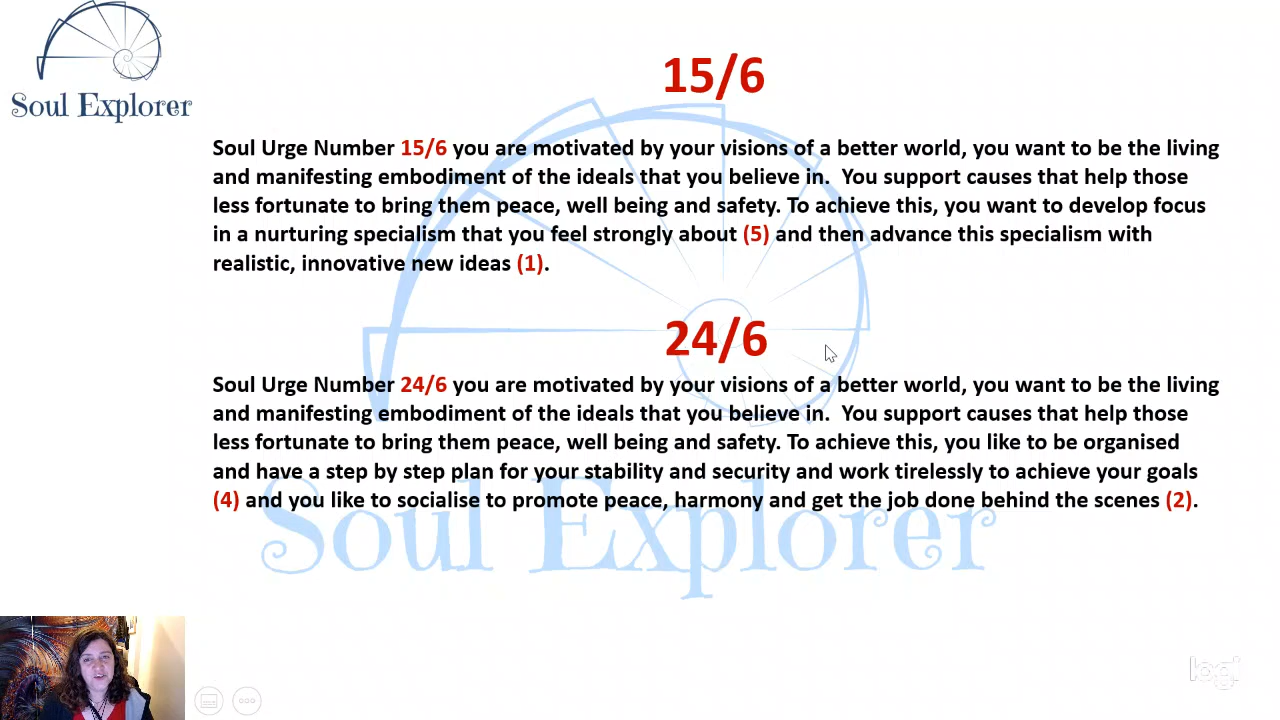 Soul Explorer
15/6
Soul Urge Number 15/6 you are motivated by your visions of a better world, you want to be the living
and manifesting embodiment of the ideals that you believe in.  You support causes that help those
less fortunate to bring them peace, well being and safety. To achieve this, you want to develop focus
in a nurturing specialism that you feel strongly about (5) and then advance this specialism with
realistic, innovative new ideas (1).
24/6
Soul Urge Number 24/6 you are motivated by your visions of a better world, you want to be the living
and manifesting embodiment of the ideals that you believe in.  You support causes that help those
less fortunate to bring them peace, well being and safety. To achieve this, you like to be organised
and have a step by step plan for your stability and security and work tirelessly to achieve your goals
(4) and you like to socialise to promote peace, harmony and get the job done behind the scenes (2).
Soul Explorer